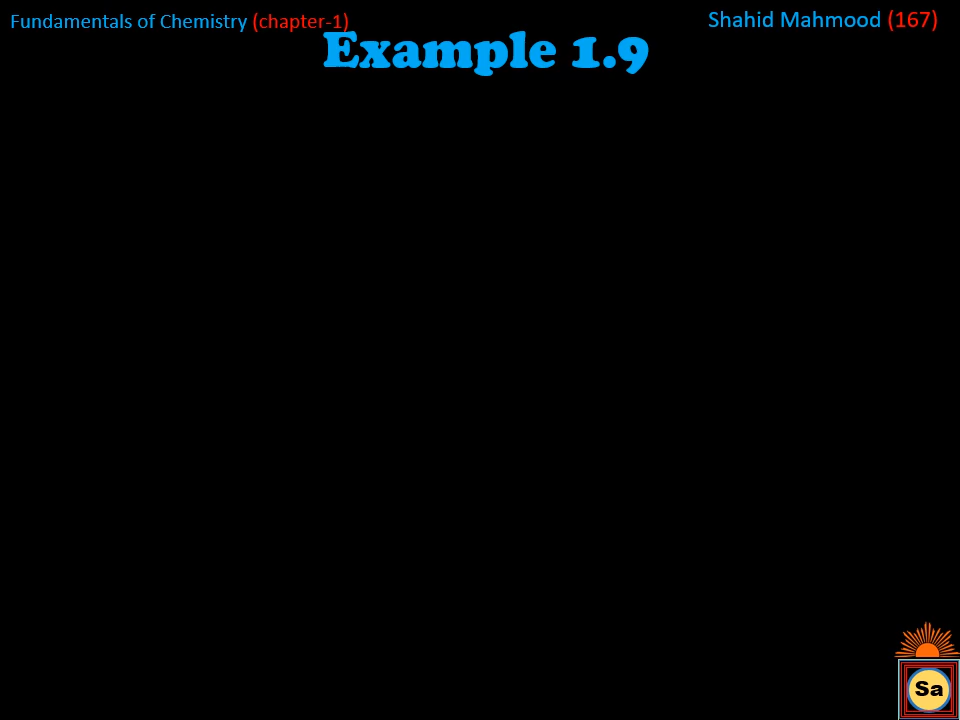 Fundamentals of Chemistry (chapter-1)
Shahid Mahmood (167)
Example 1.9
Sa